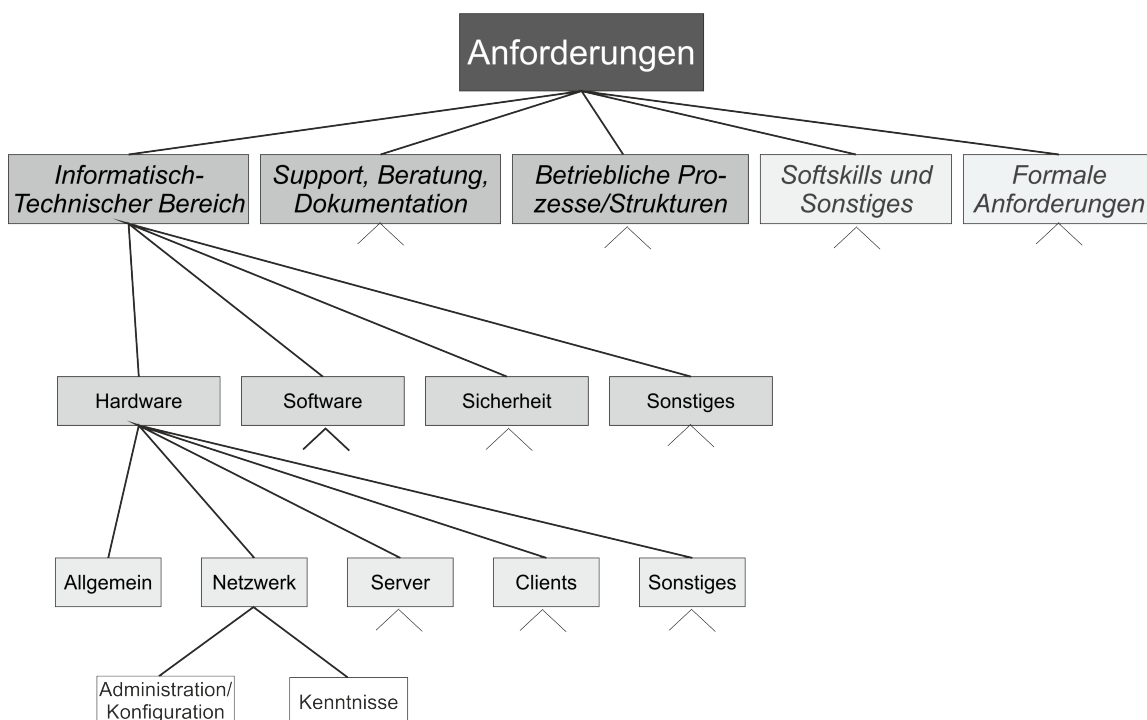 Anforderungen
Informatisch-
Technischer Bereich
Support, Beratung,
Dokumentation
Betriebliche Pro-
zesse/Strukturen
Softskills und
Sonstiges
Formale
Anforderungen
Hardware
Software
Sicherheit
Sonstiges
Allgemein
Netzwerk
Server
Clients
Sonstiges
Administration/
Konfiguration
Kenntnisse